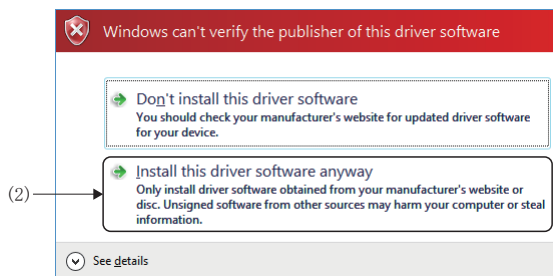 Windows can't verify the publisher of this driver software
Don't install this driver software
You should check your manufacturer's website for updated driver software
for your device.
(2)
Install this driver software anyway
Only install driver software obtained from your manufacturer's website or
disc. Unsigned software from other sources may harm your computer or steal
information.
See details